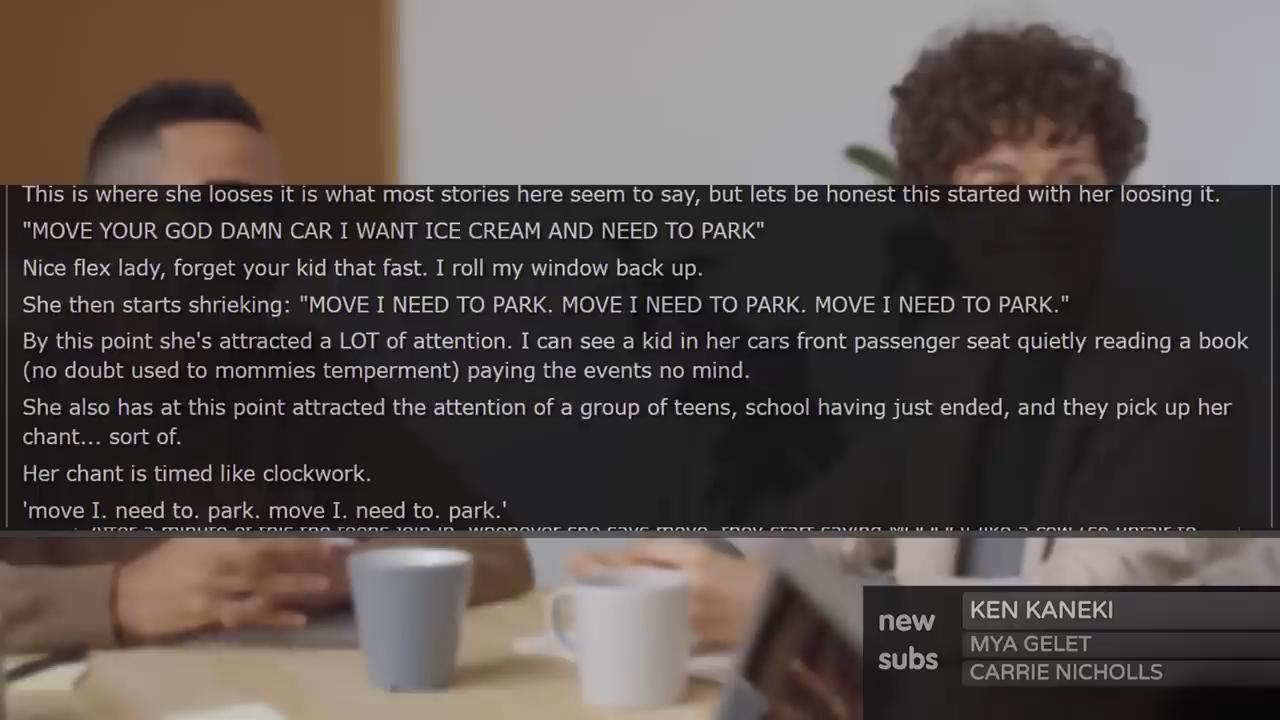 This is where she looses it is what most stories here seem to say, but lets be honest this started with her loosing it.
"MOVE YOUR GOD DAMN CAR I WANT ICE CREAM AND NEED TO PARK"
Nice flex lady, forget your kid that fast. I roll my window back up.
She then starts shrieking: "MOVE I NEED TO PARK. MOVE I NEED TO PARK. MOVE I NEED TO PARK."
By this point she's attracted a LOT of attention. I can see a kid in her cars front passenger seat quietly reading a book
(no doubt used to mommies temperment) paying the events no mind.
She also has at this point attracted the attention of a group of teens, school having just ended, and they pick up her
chant... sort of.
Her chant is timed like clockwork.
'move I. need to. park. move I. need to. park.'
new
subs
KEN KANEKI
MYA GELET
CARRIE NICHOLLS